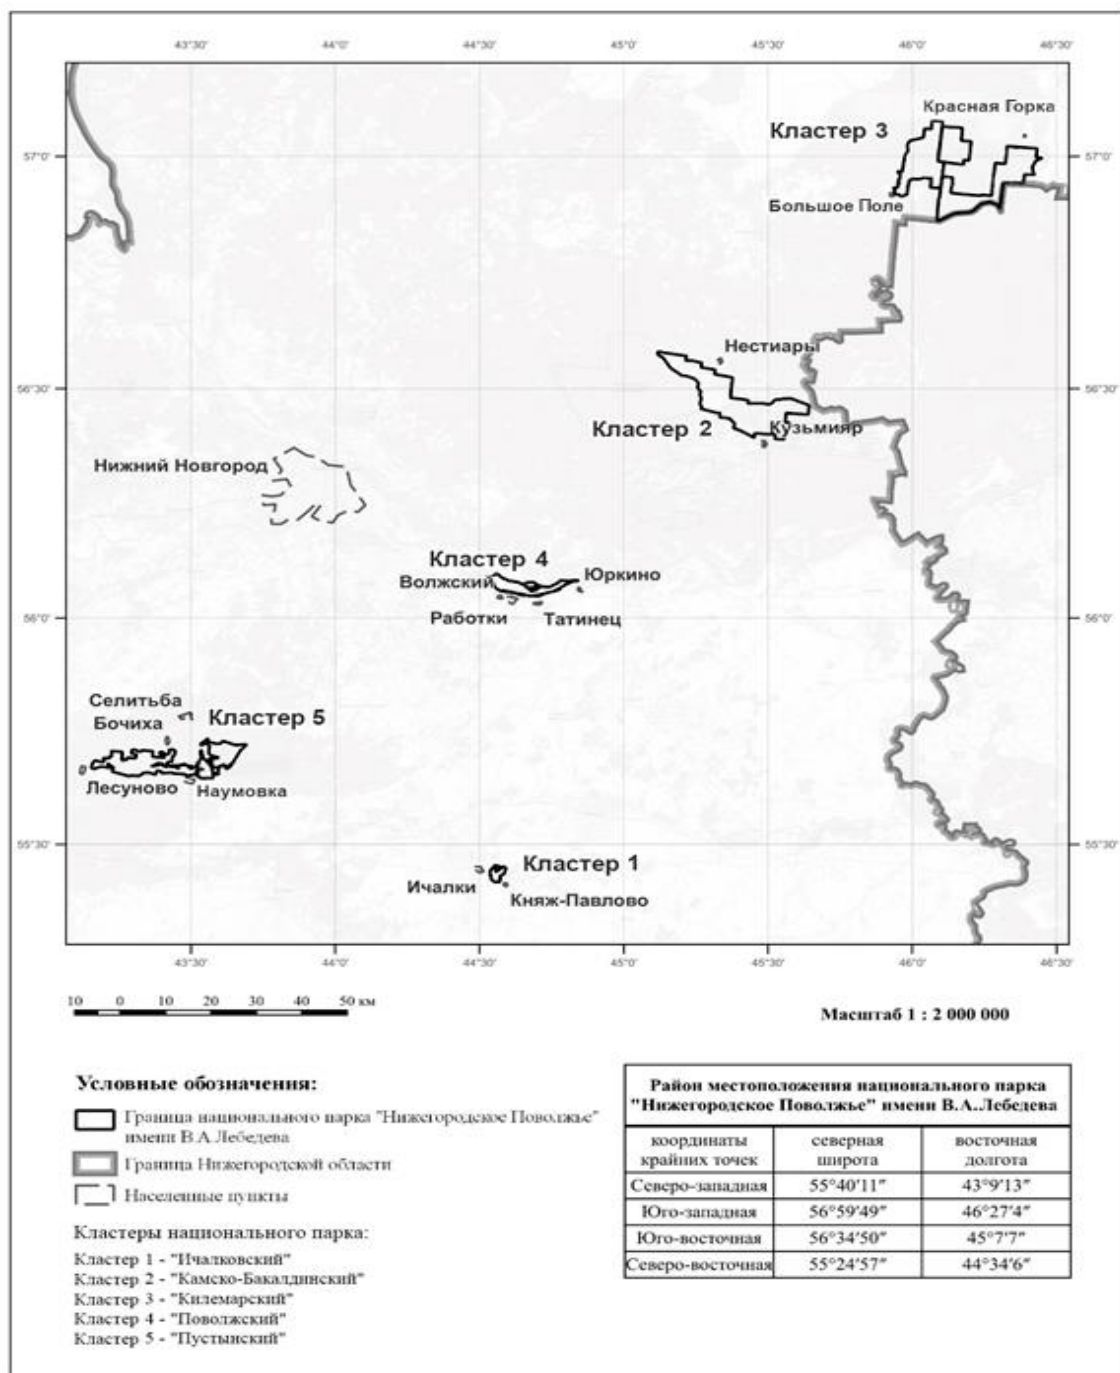 43°30' 44°0' 44°30' 45°0' 45°30' 46°0' 46°30'
Красная Горка
Кластер 3
57°0' 57°0'
Большое Поле
Нестиары
56°30' 56°30'
Кластер 2
Кузьмияр
Нижний Новгород
Кластер 4
Волжский
Юркино
Работки
Татинец
56°0' 56°0'
Селитьба
Бочиха
Кластер 5
Лесуново
Наумовка
55°30' 55°30'
Кластер 1
Ичалки
Княж-Павлово
43°30' 44°0' 44°30' 45°0' 45°30' 46°0' 46°30'
10 0 10 20 30 40 50 км
Масштаб 1 : 2 000 000
Условные обозначения:
Граница национального парка "Нижегородское Поволжье"
имени В.А.Лебедева
Граница Нижегородской области
Населенные пункты
Кластеры национального парка:
Кластер 1 - "Ичалковский"
Кластер 2 - "Камско-Бакалдинский"
Кластер 3 - "Килемарский"
Кластер 4 - "Поволжский"
Кластер 5 - "Пустынский"
Район местоположения национального парка
"Нижегородское Поволжье" имени В.А..Лебедева
координаты северная восточная
крайних точек широта долгота
Северо-западная 55°40'11" 43°9'13"
Юго-западная 56°59'49" 46°27'4"
Юго-восточная 56°34'50" 45°7'7"
Северо-восточная 55°24'57" 44°34'6"